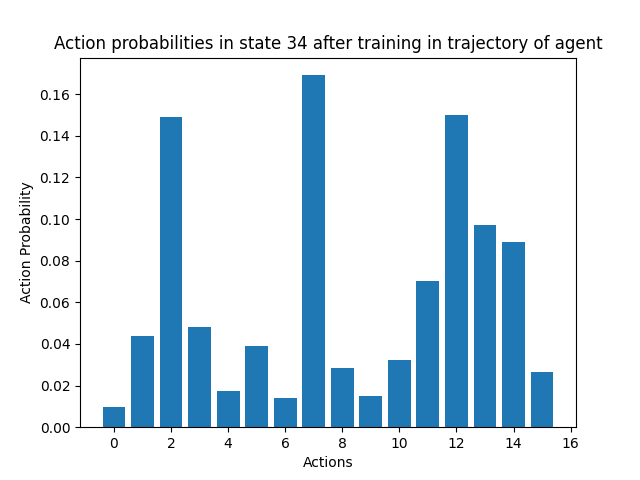 Action probabilities in state 34 after training in trajectory of agent
0.16
0.14
0.12
0.10
0.08
0.06
0.04
0.02
0.00
Action Probability
0 2 4 6 8 10 12 14 16
Actions